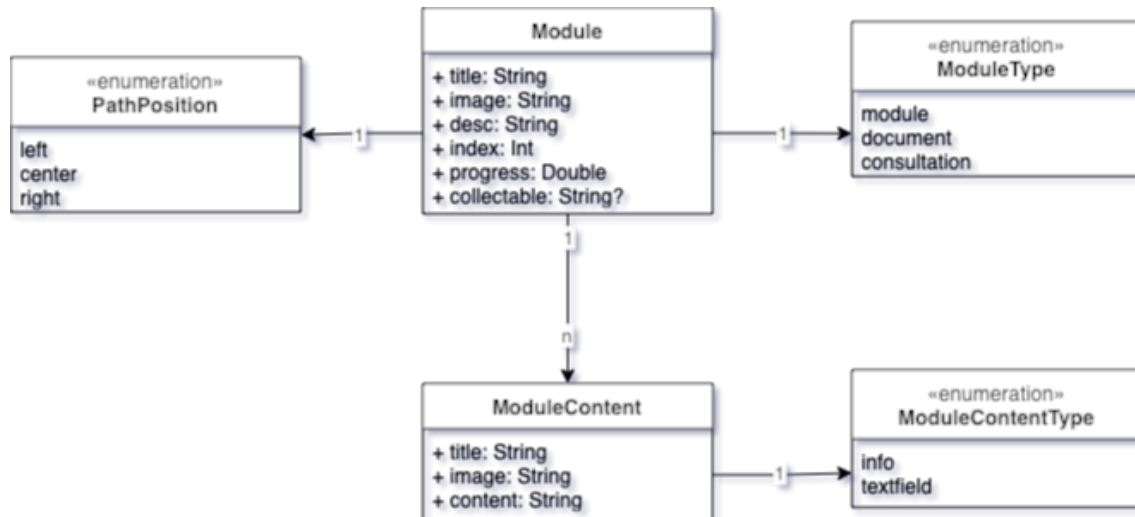 Module
+ title: String
+ image: String
+ desc: String
+ index: Int
+ progress: Double
+ collectable: String?
«enumeration»
PathPosition
left
center
right
1
«enumeration»
ModuleType
module
document
consultation
1
1
n
ModuleContent
+ title: String
+ image: String
+ content: String
1
«enumeration»
ModuleContentType
info
textfield